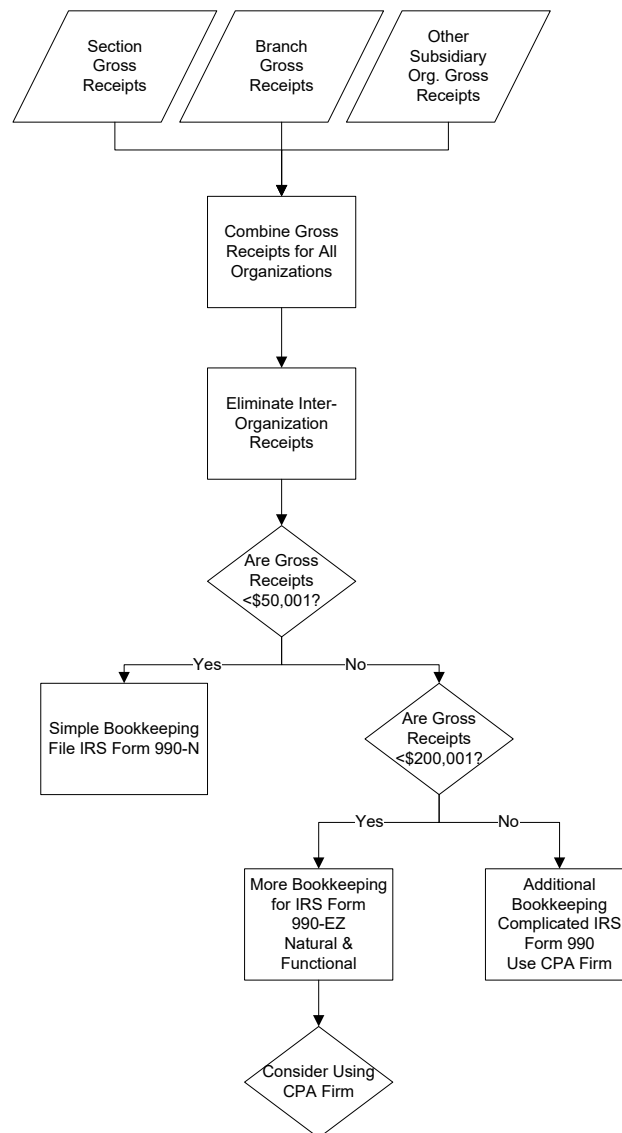 Section
Gross
Receipts
Branch
Gross
Receipts
Other
Subsidiary
Org. Gross
Receipts
Combine Gross
Receipts for All
Organizations
Eliminate Inter-
Organization
Receipts
Are Gross
Receipts
<$50,001?
Yes
No
Simple Bookkeeping
File IRS Form 990-N
Are Gross
Receipts
<$200,001?
Yes
No
More Bookkeeping
for IRS Form
990-EZ
Natural &
Functional
Additional
Bookkeeping
Complicated IRS
Form 990
Use CPA Firm
Consider Using
CPA Firm